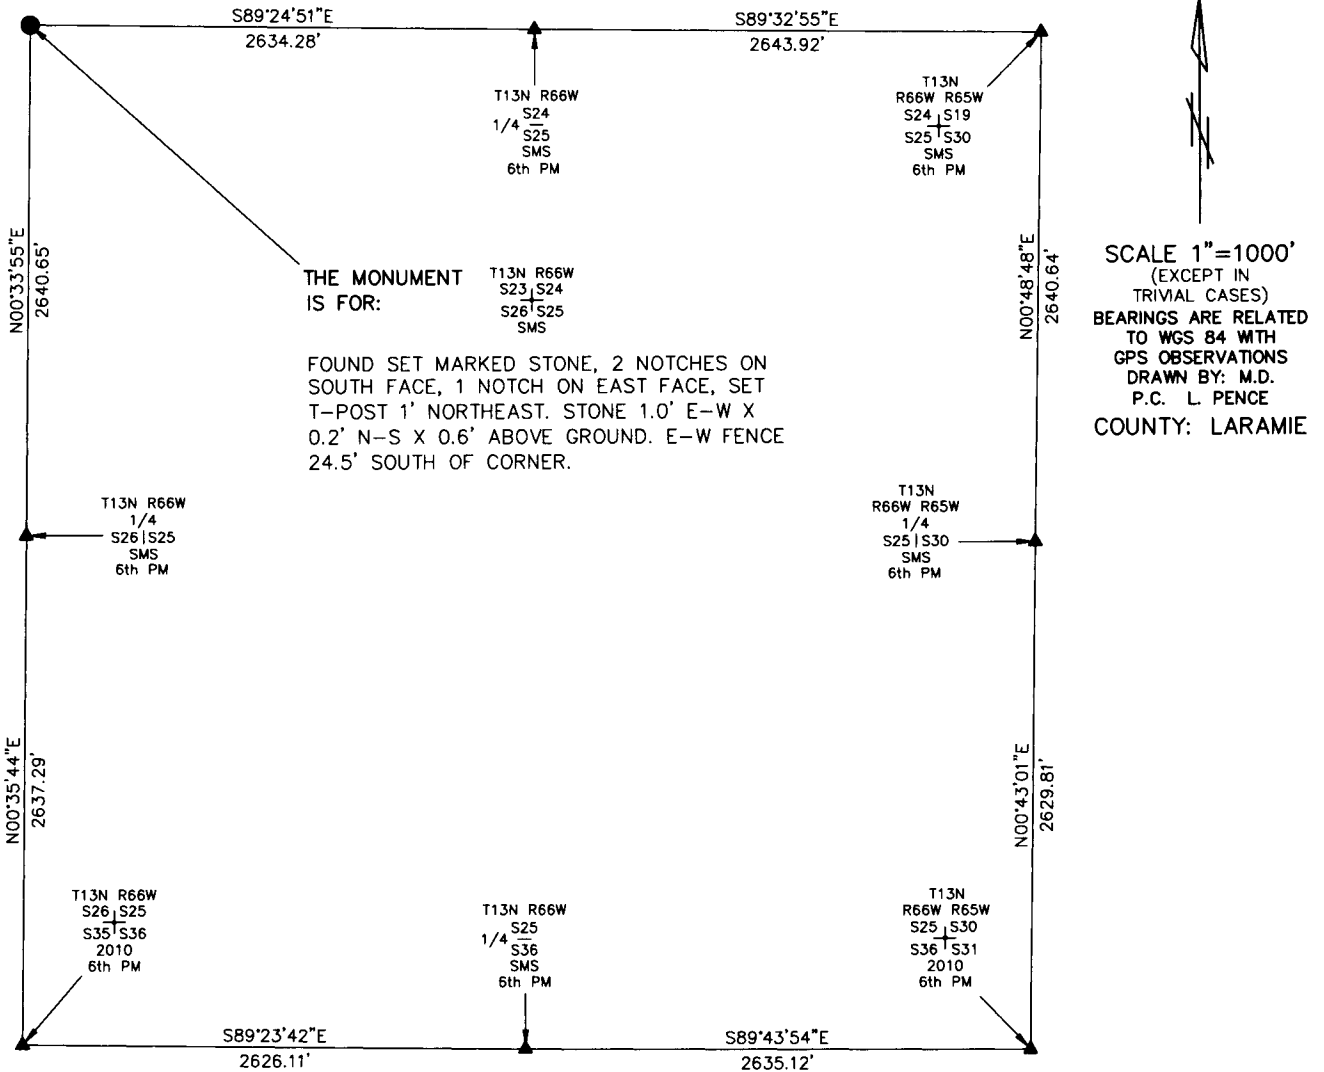 S89°24'51"E
2634.28'
S89°32'55"E
2643.92'
T13N R66W
S24
1/4
S25
SMS
6th PM
T13N
R66W R65W
S24 S19
S25 S30
SMS
6th PM
N00°33'55"E
2640.65'
THE MONUMENT
IS FOR:
T13N R66W
S23 S24
S26 S25
SMS
FOUND SET MARKED STONE, 2 NOTCHES ON
SOUTH FACE, 1 NOTCH ON EAST FACE, SET
T-POST 1' NORTHEAST. STONE 1.0' E-W X
0.2' N-S X 0.6' ABOVE GROUND. E-W FENCE
24.5' SOUTH OF CORNER.
N00°48'48"E
2640.64'
SCALE 1"=1000'
(EXCEPT IN
TRIVIAL CASES)
BEARINGS ARE RELATED
TO WGS 84 WITH
GPS OBSERVATIONS
DRAWN BY: M.D.
P.C. L. PENCE
COUNTY: LARAMIE
T13N R66W
1/4
S26|S25
SMS
6th PM
T13N
R66W R65W
1/4
S25|S30
SMS
6th PM
N00°35'44"E
2637.29'
N00°43'01"E
2629.81'
T13N R66W
S26 S25
S35 S36
2010
6th PM
T13N R66W
S25
1/4
S36
SMS
6th PM
T13N
R66W R65W
S25 S30
S36 S31
2010
6th PM
S89°23'42"E
2626.11'
S89°43'54"E
2635.12'